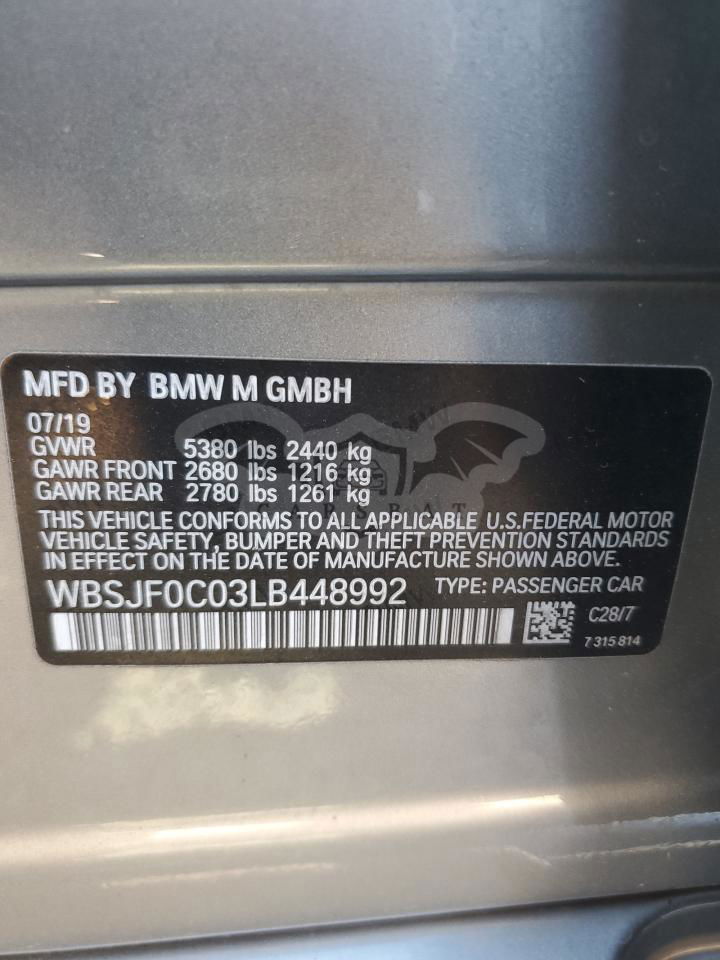 MFD BY BMW M GMBH
07/19
GVWR 5380 lbs 2440 kg
GAWR FRONT 2680 lbs 1216 kg
GAWR REAR 2780 lbs 1261 kg
THIS VEHICLE CONFORMS TO ALL APPLICABLE U.S.FEDERAL MOTOR
VEHICLE SAFETY, BUMPER AND THEFT PREVENTION STANDARDS
IN EFFECT ON THE DATE OF MANUFACTURE SHOWN ABOVE.
WBSJF0C03LB448992 TYPE: PASSENGER CAR
C28/7
7 315 814
CARSBAT